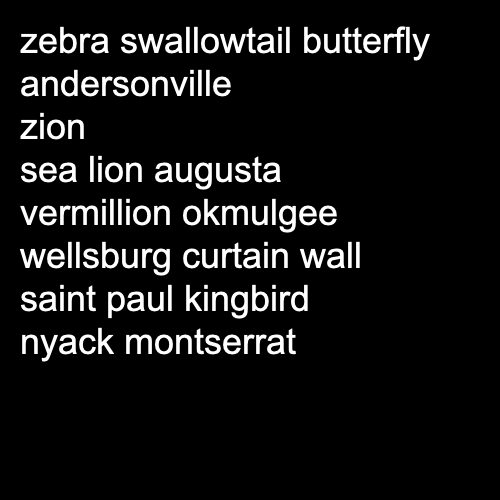 zebra swallowtail butterfly
andersonville
zion
sea lion augusta
vermillion okmulgee
wellsburg curtain wall
saint paul kingbird
nyack montserrat